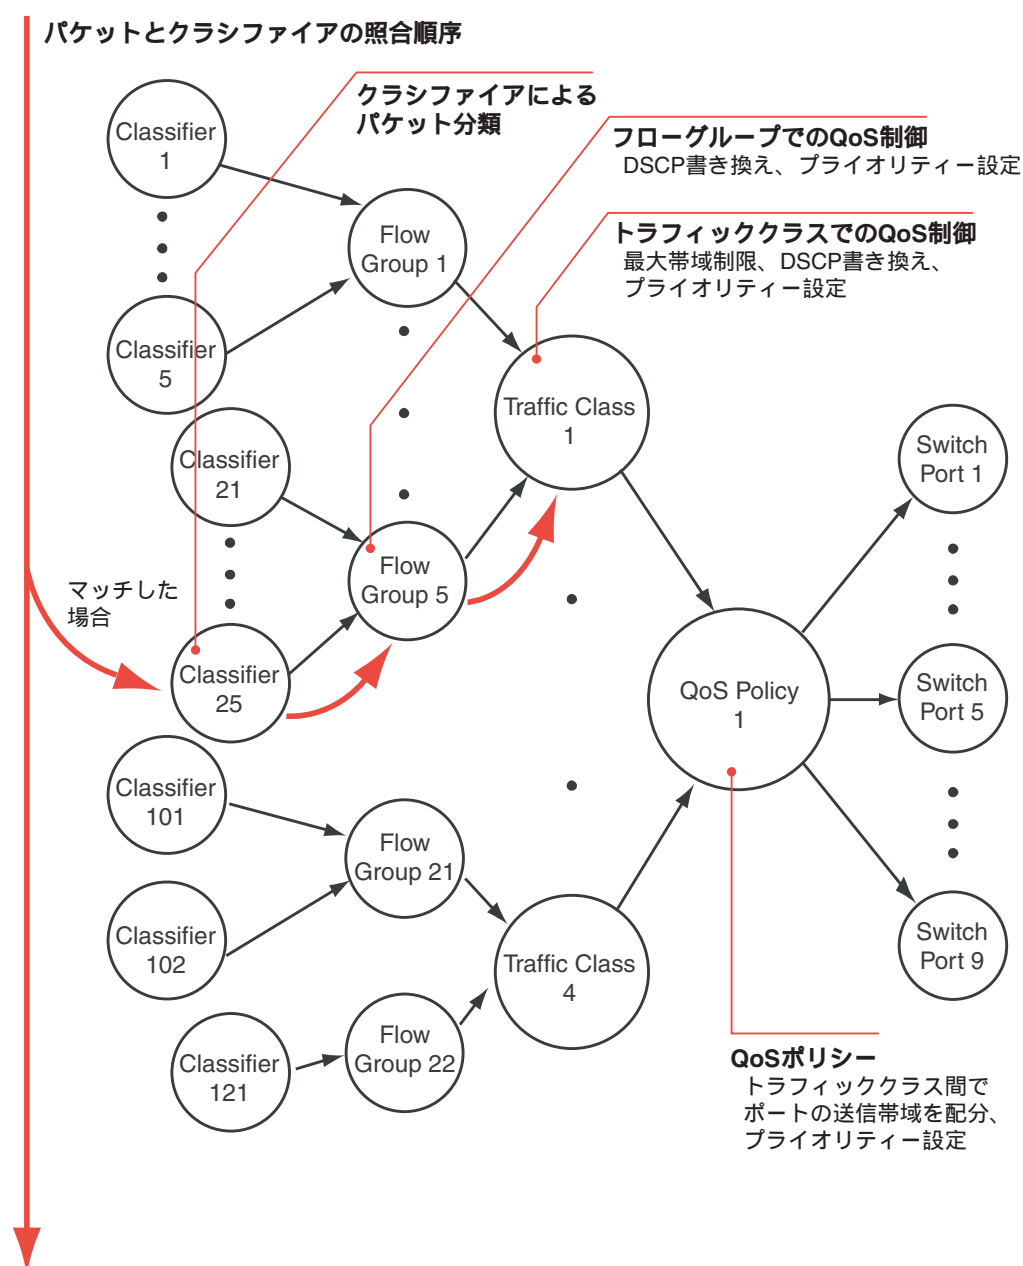 パケットとクラシファイアの照合順序
クラシファイアによる
パケット分類
フローグループでのQoS制御
DSCP書き換え、プライオリティー設定
トラフィッククラスでのQoS制御
最大帯域制限、DSCP書き換え、
プライオリティー設定
Classifier
1
Flow
Group 1
Classifier
5
Traffic Class
1
Classifier
21
Switch
Port 1
Flow
Group 5
マッチした
場合
Classifier
25
QoS Policy
1
Switch
Port 5
Classifier
101
Flow
Group 21
Classifier
102
Traffic Class
4
Switch
Port 9
Flow
Group 22
Classifier
121
QoSポリシー
トラフィッククラス間で
ポートの送信帯域を配分、
プライオリティー設定